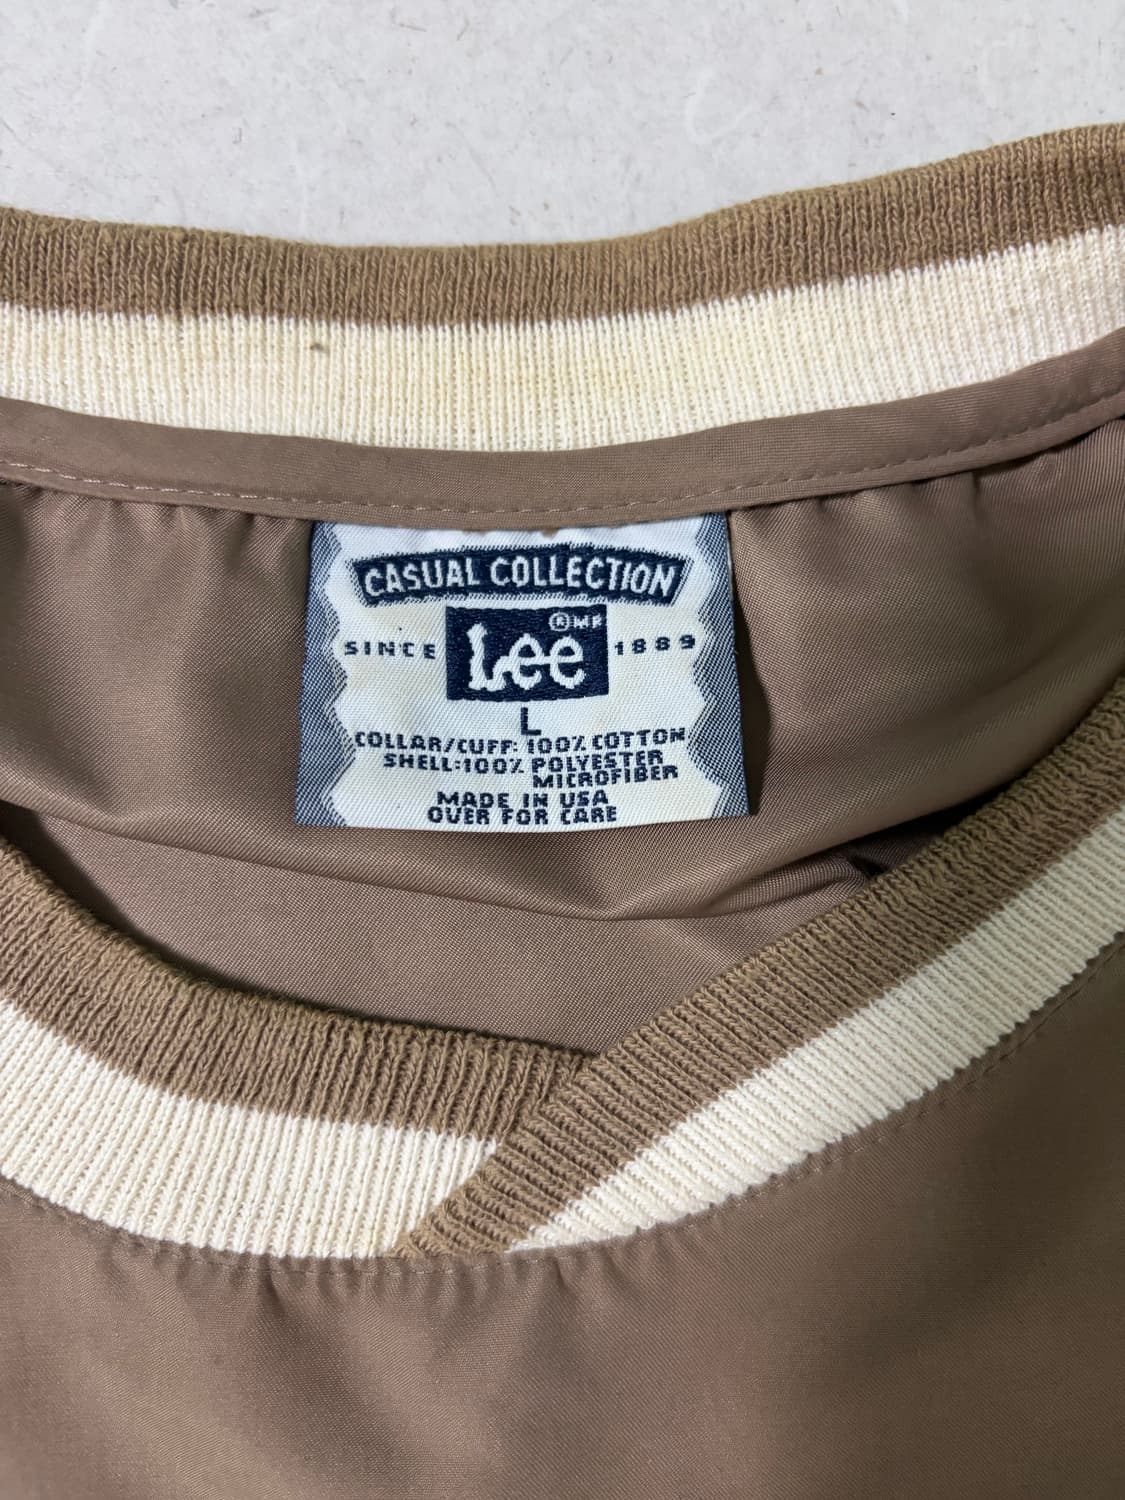 CASUAL COLLECTION
®MR
SINCE Lee 1889
L
COLLAR/CUFF: 100% COTTON
SHELL:100% POLYESTER
MICROFIBER
MADE IN USA
OVER FOR CARE